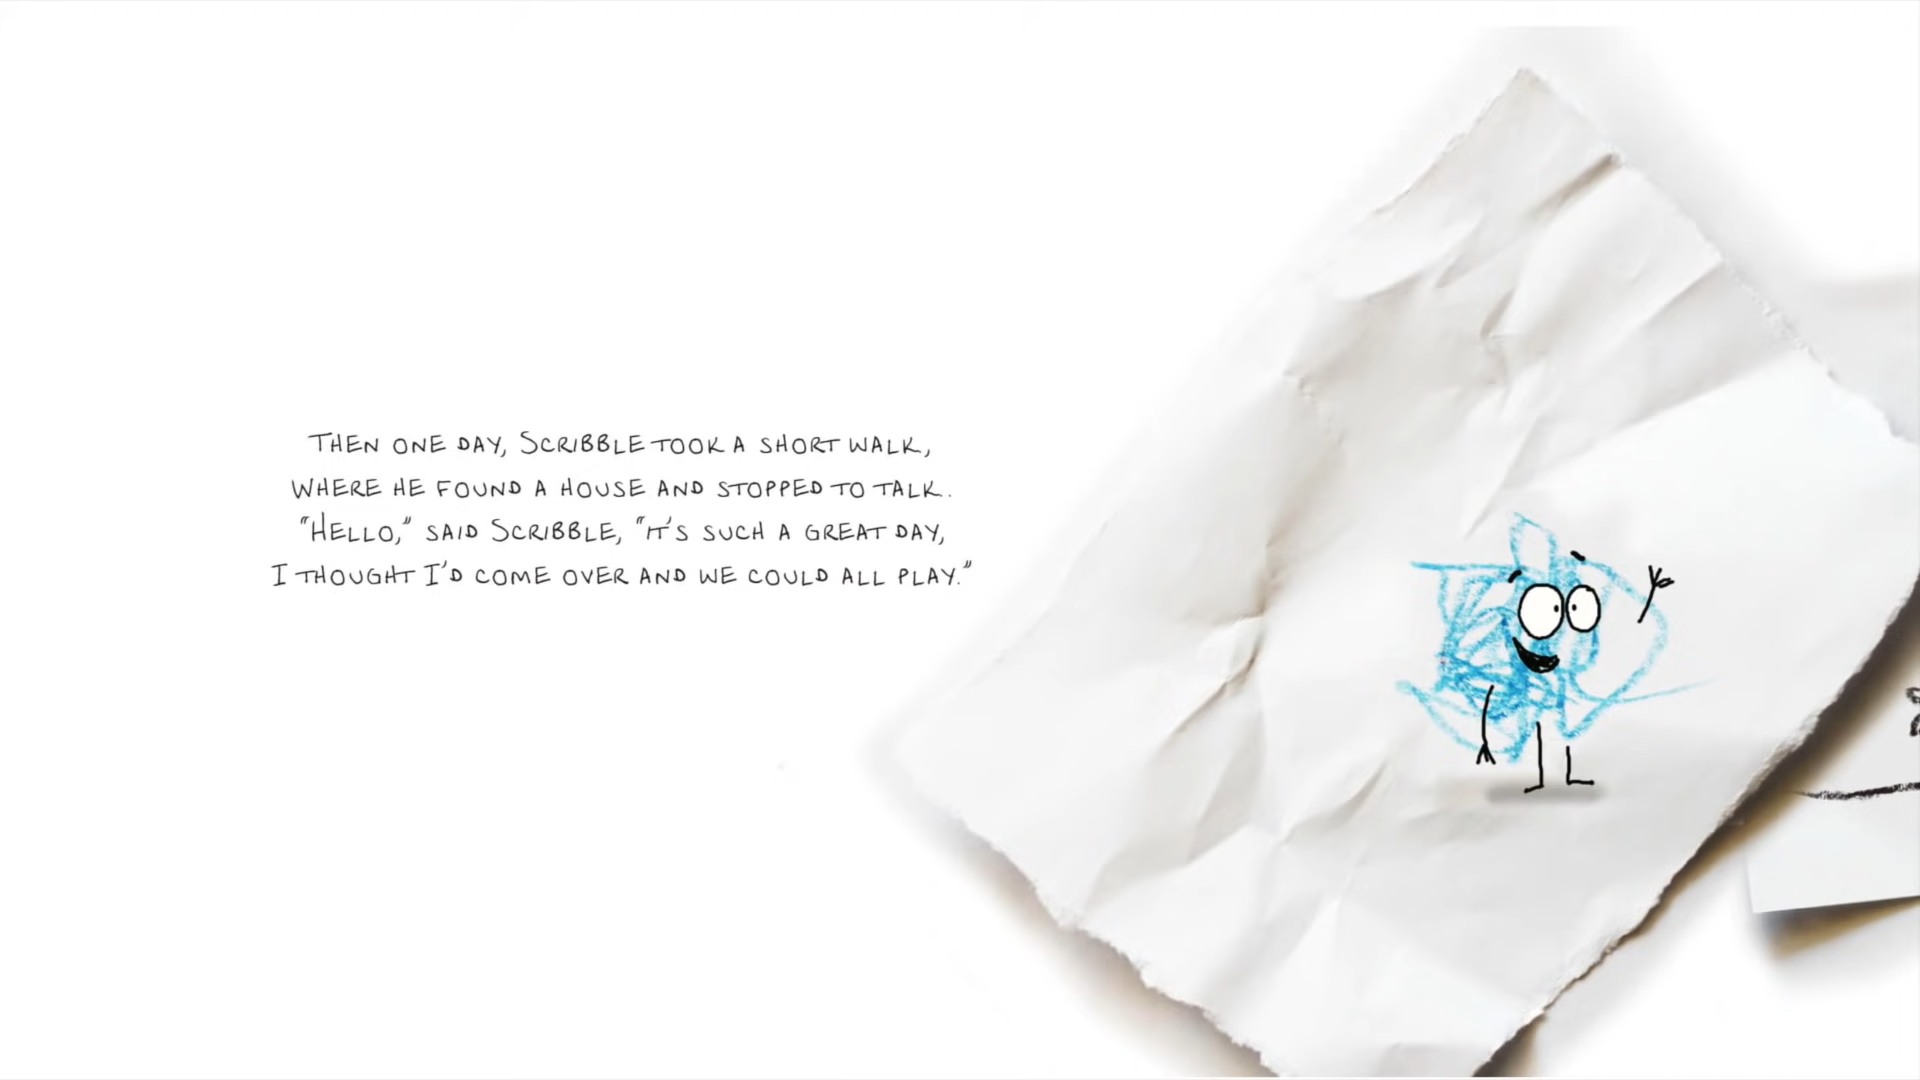 Then one day, Scribble took a short walk,
where he found a house and stopped to talk.
"Hello," said Scribble, "it's such a great day,
I thought I'd come over and we could all play."